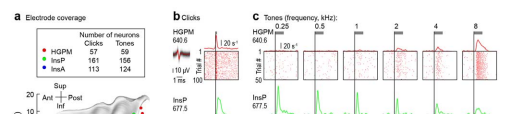 a Electrode coverage
Number of neurons
Clicks Tones
HGPM 57 59
InsP 161 156
InsA 113 124
Sup
Ant Post
Inf
20
10
b Clicks
HGPM
640.6
20 s⁻¹
1
Trial #
100
10 µV
1 ms
InsP
677.5
c Tones (frequency, kHz):
0.25 0.5 1 2 4 8
HGPM
640.6
20 s⁻¹
1
Trial #
50
InsP
677.5